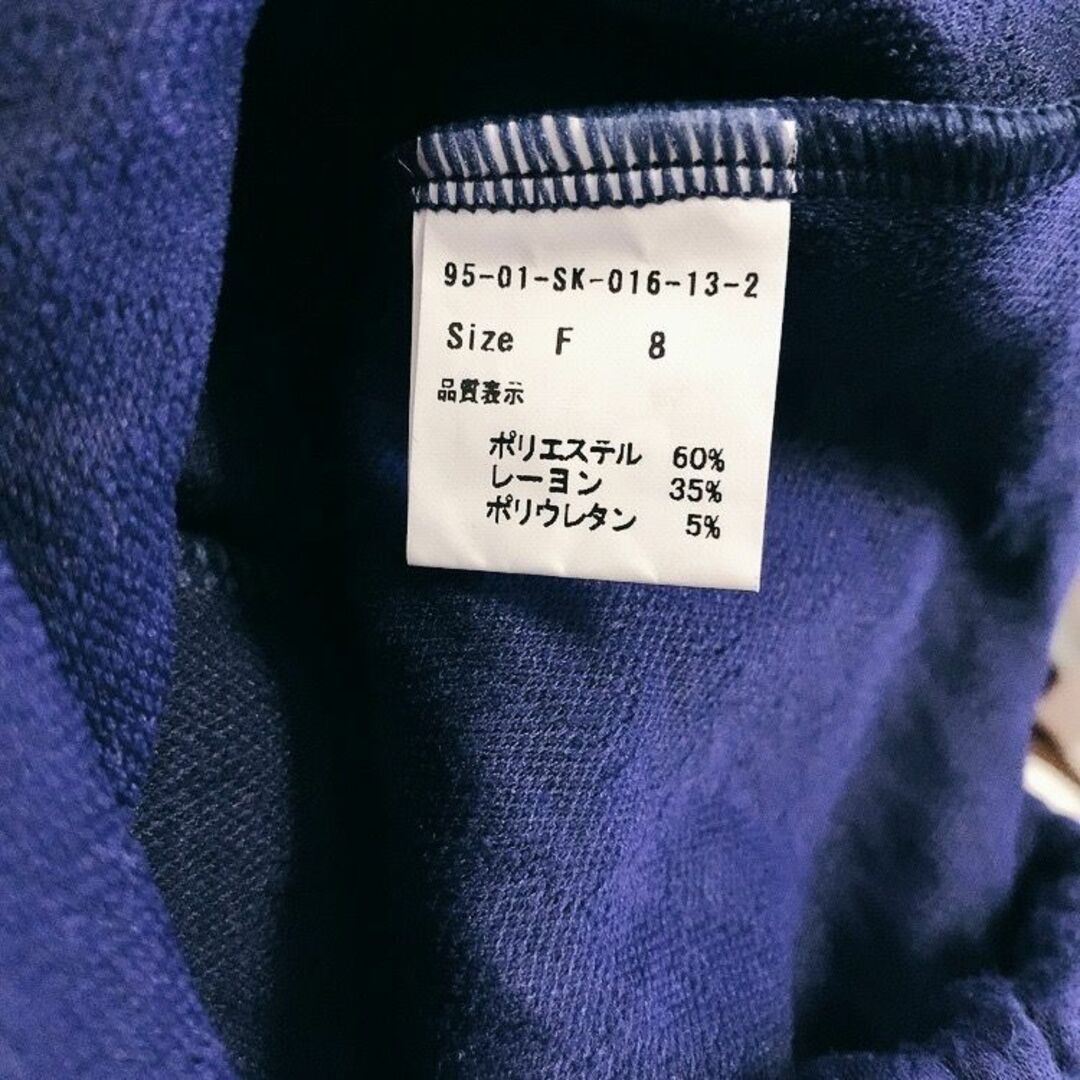 95-01-SK-016-13-2
Size F 8
品質表示
ポリエステル 60%
レーヨン 35%
ポリウレタン 5%